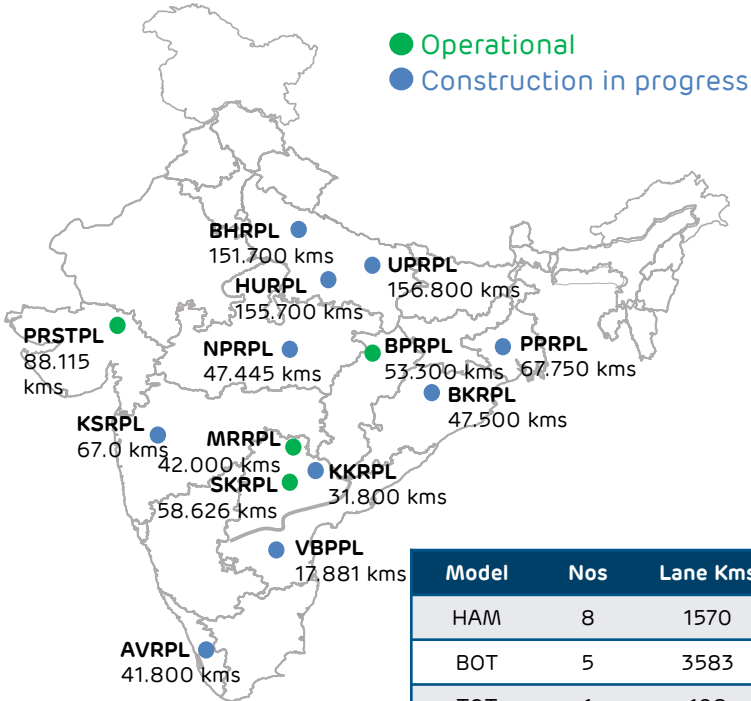 Operational
Construction in progress
BHRPL
151.700 kms
UPRPL
156.800 kms
HURPL
155.700 kms
PRSTPL
88.115
kms
NPRPL
47.445 kms
BPRPL
53.300 kms
PPRPL
67.750 kms
BKRPL
47.500 kms
KSRPL
67.0 kms
MRRPL
42.000 kms
KKRPL
31.800 kms
SKRPL
58.626 kms
VBPPL
17.881 kms
AVRPL
41.800 kms
Model Nos Lane Kms
HAM 8 1570
BOT 5 3583